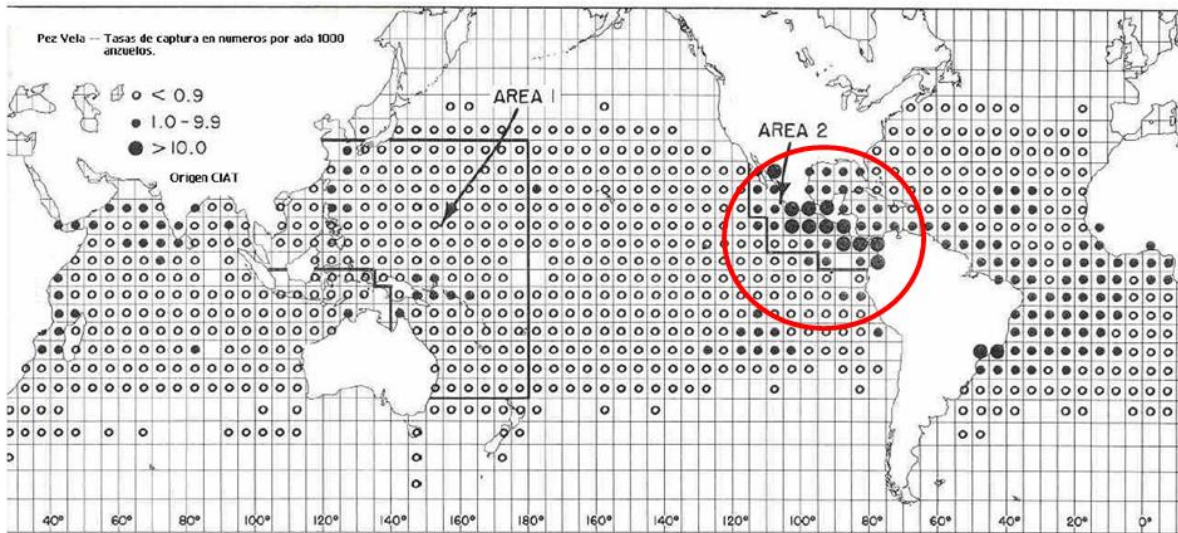 Pez Vela -- Tasas de captura en numeros por ada 1000
anzuelos.
< 0.9
1.0-9.9
>10.0
Origen CIAT
AREA 1
AREA 2
40° 60° 80° 100° 120° 140° 160° 180° 160° 140° 120° 100° 80° 60° 40° 20° 0°